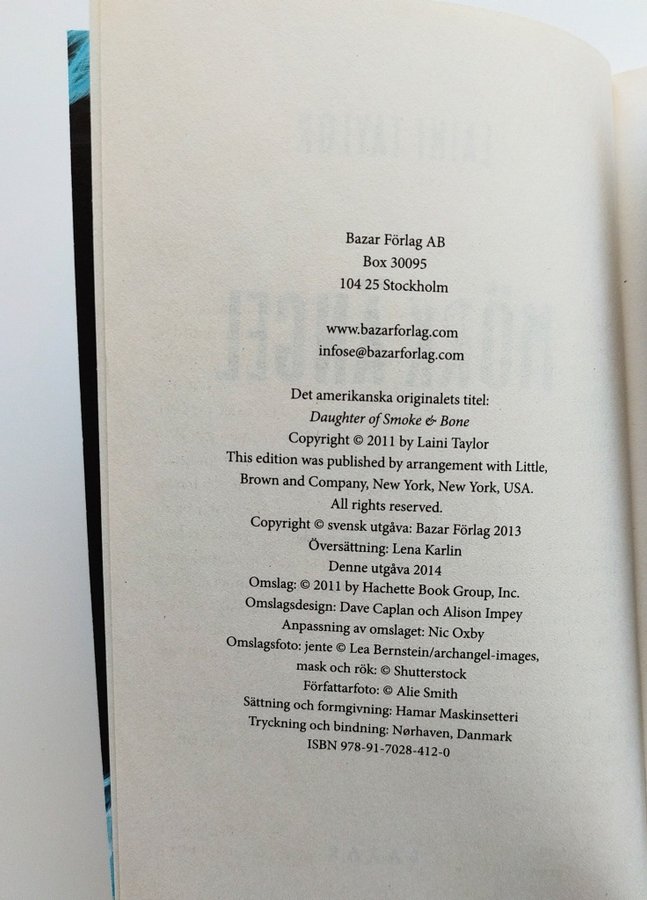 Bazar Förlag AB
Box 30095
104 25 Stockholm
www.bazarforlag.com
infose@bazarforlag.com
Det amerikanska originalets titel:
Daughter of Smoke & Bone
Copyright © 2011 by Laini Taylor
This edition was published by arrangement with Little,
Brown and Company, New York, New York, USA.
All rights reserved.
Copyright © svensk utgåva: Bazar Förlag 2013
Översättning: Lena Karlin
Denne utgåva 2014
Omslag: © 2011 by Hachette Book Group, Inc.
Omslagsdesign: Dave Caplan och Alison Impey
Anpassning av omslaget: Nic Oxby
Omslagsfoto: jente © Lea Bernstein/archangel-images,
mask och rök: © Shutterstock
Författarfoto: © Alie Smith
Sättning och formgivning: Hamar Maskinsetteri
Tryckning och bindning: Nørhaven, Danmark
ISBN 978-91-7028-412-0